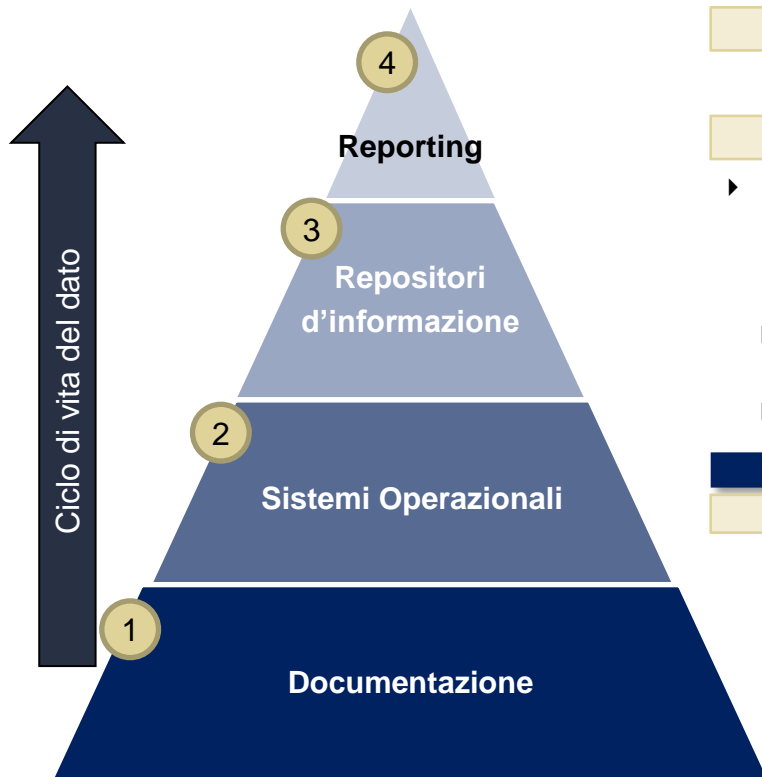 4
Reporting
3
Repositori
d’informazione
2
Sistemi Operazionali
1
Documentazione
Ciclo di vita del dato